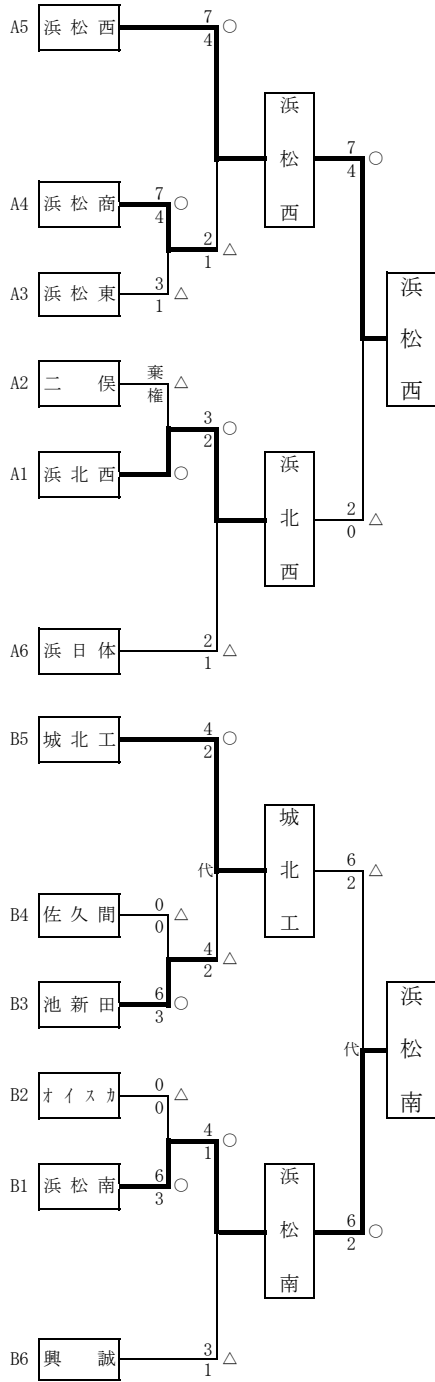 7
A5 浜松西 ○
4
浜松西
7
○
4
7
A4 浜松商 ○
4
2
△
1
3
A3 浜松東 △
1
浜松西
A2 二俣 棄権 △
3
○
2
A1 浜北西 ○
浜北西
2
△
0
2
A6 浜日体 △
1
4
B5 城北工 ○
2
城北工
代
6
△
2
0
B4 佐久間 △
0
4
△
2
6
B3 池新田 ○
3
浜松南
代
0
B2 オイスカ △
0
4
○
1
6
B1 浜松南 ○
3
浜松南
6
○
2
3
B6 興誠 △
1